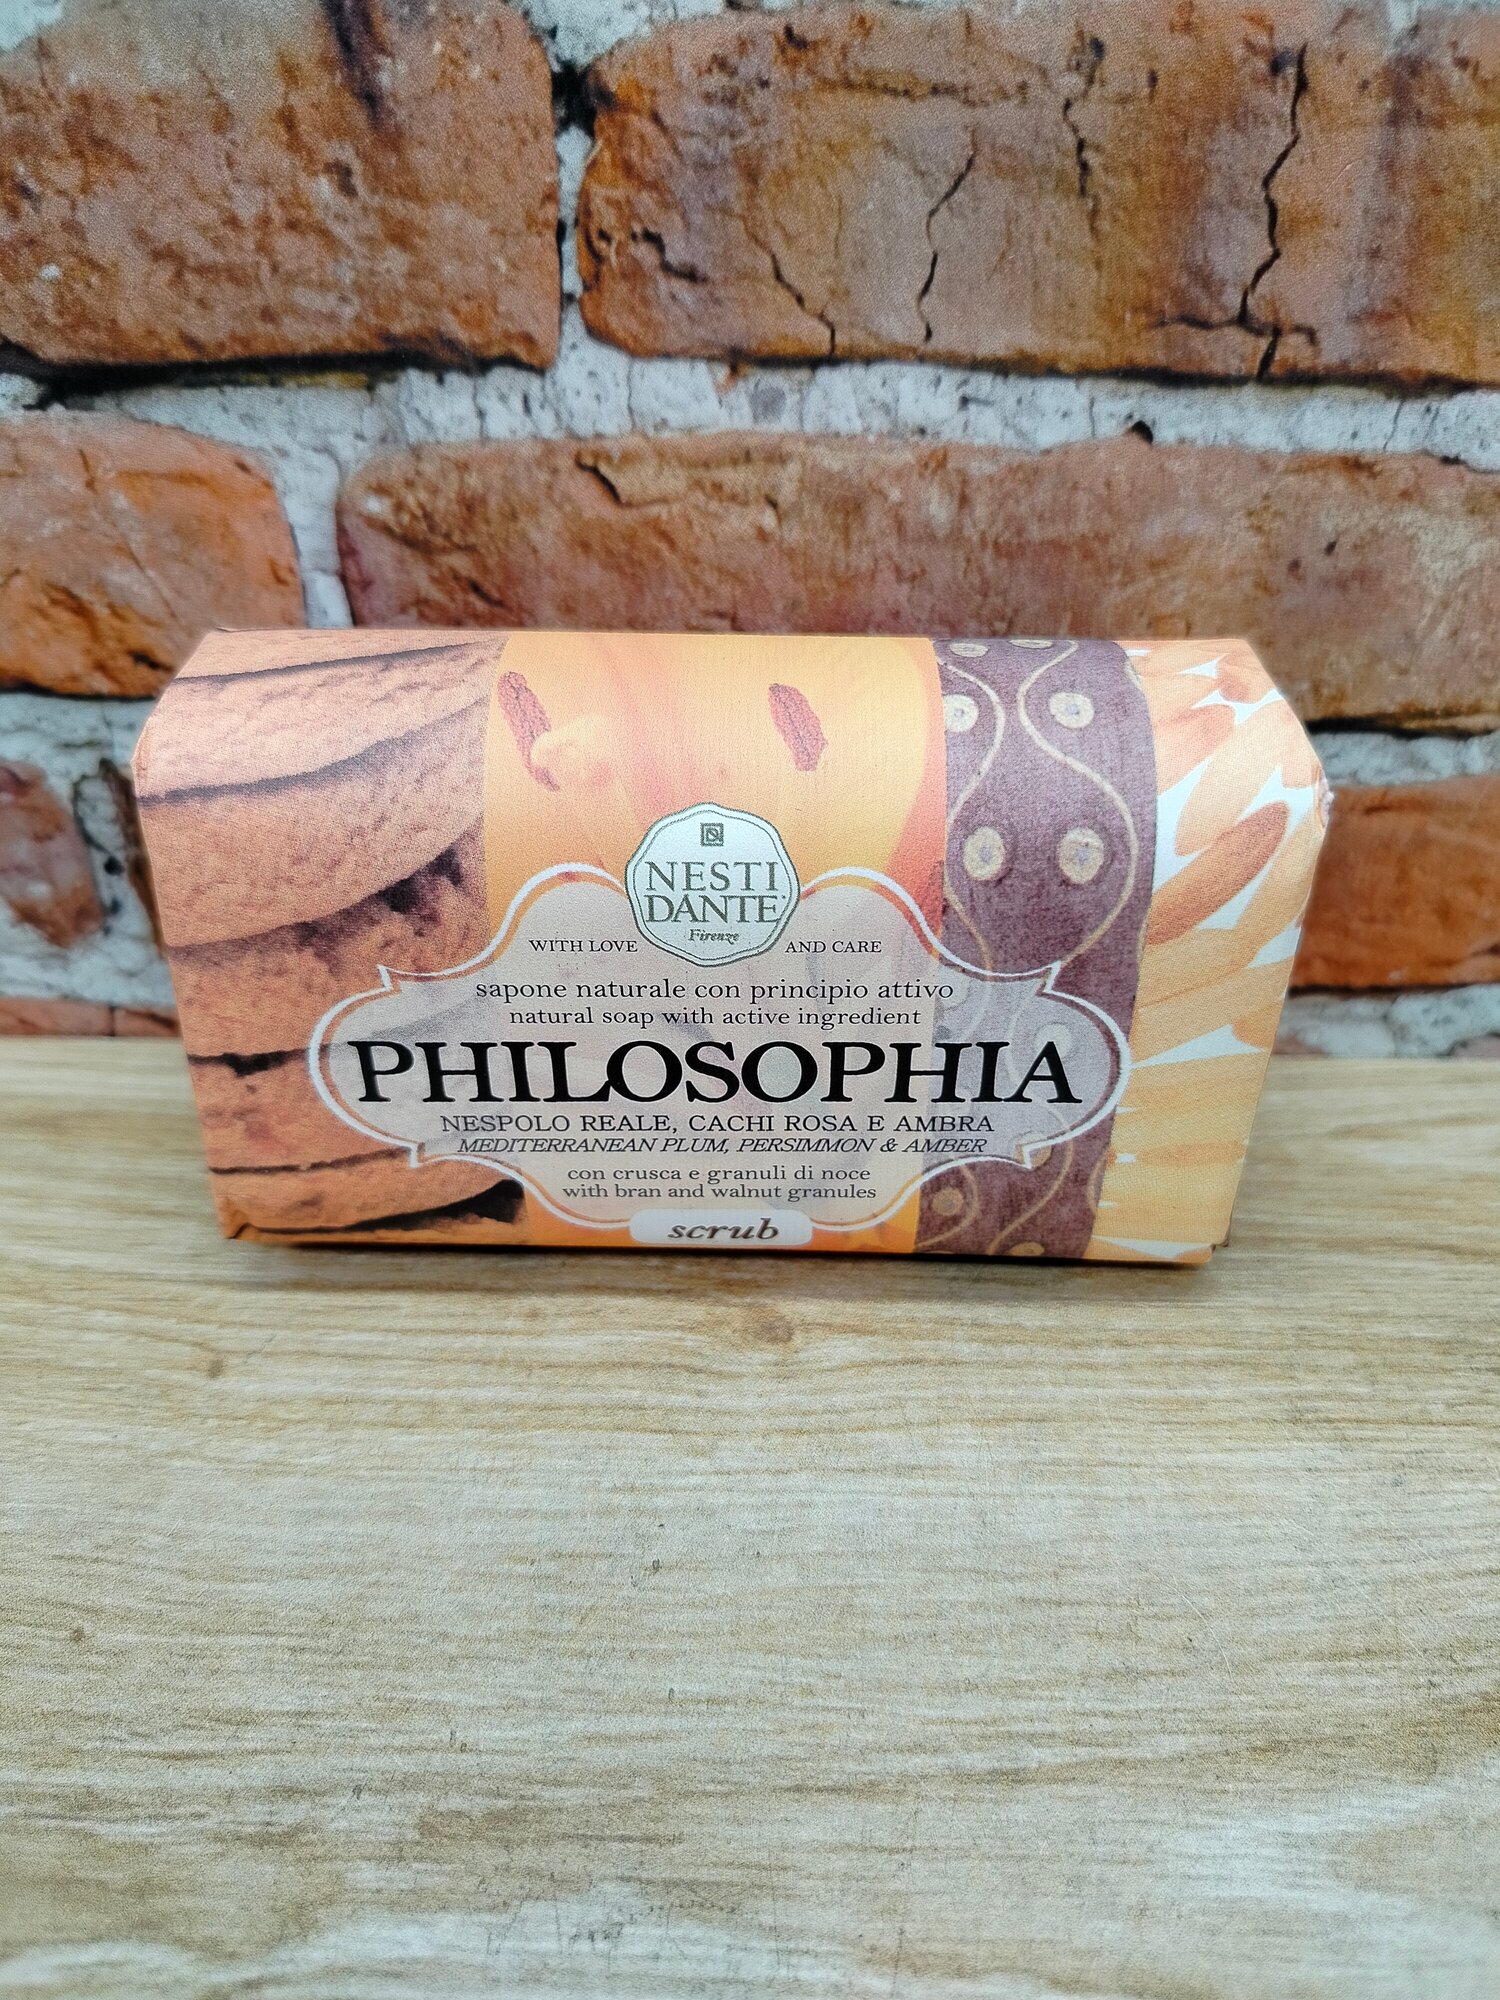 NESTI
DANTE
Firenze
WITH LOVE AND CARE
sapone naturale con principio attivo
natural soap with active ingredient
PHILOSOPHIA
NESPOLO REALE, CACHI ROSA E AMBRA
MEDITERRANEAN PLUM, PERSIMMON & AMBER
con crusca e granuli di noce
with bran and walnut granules
scrub